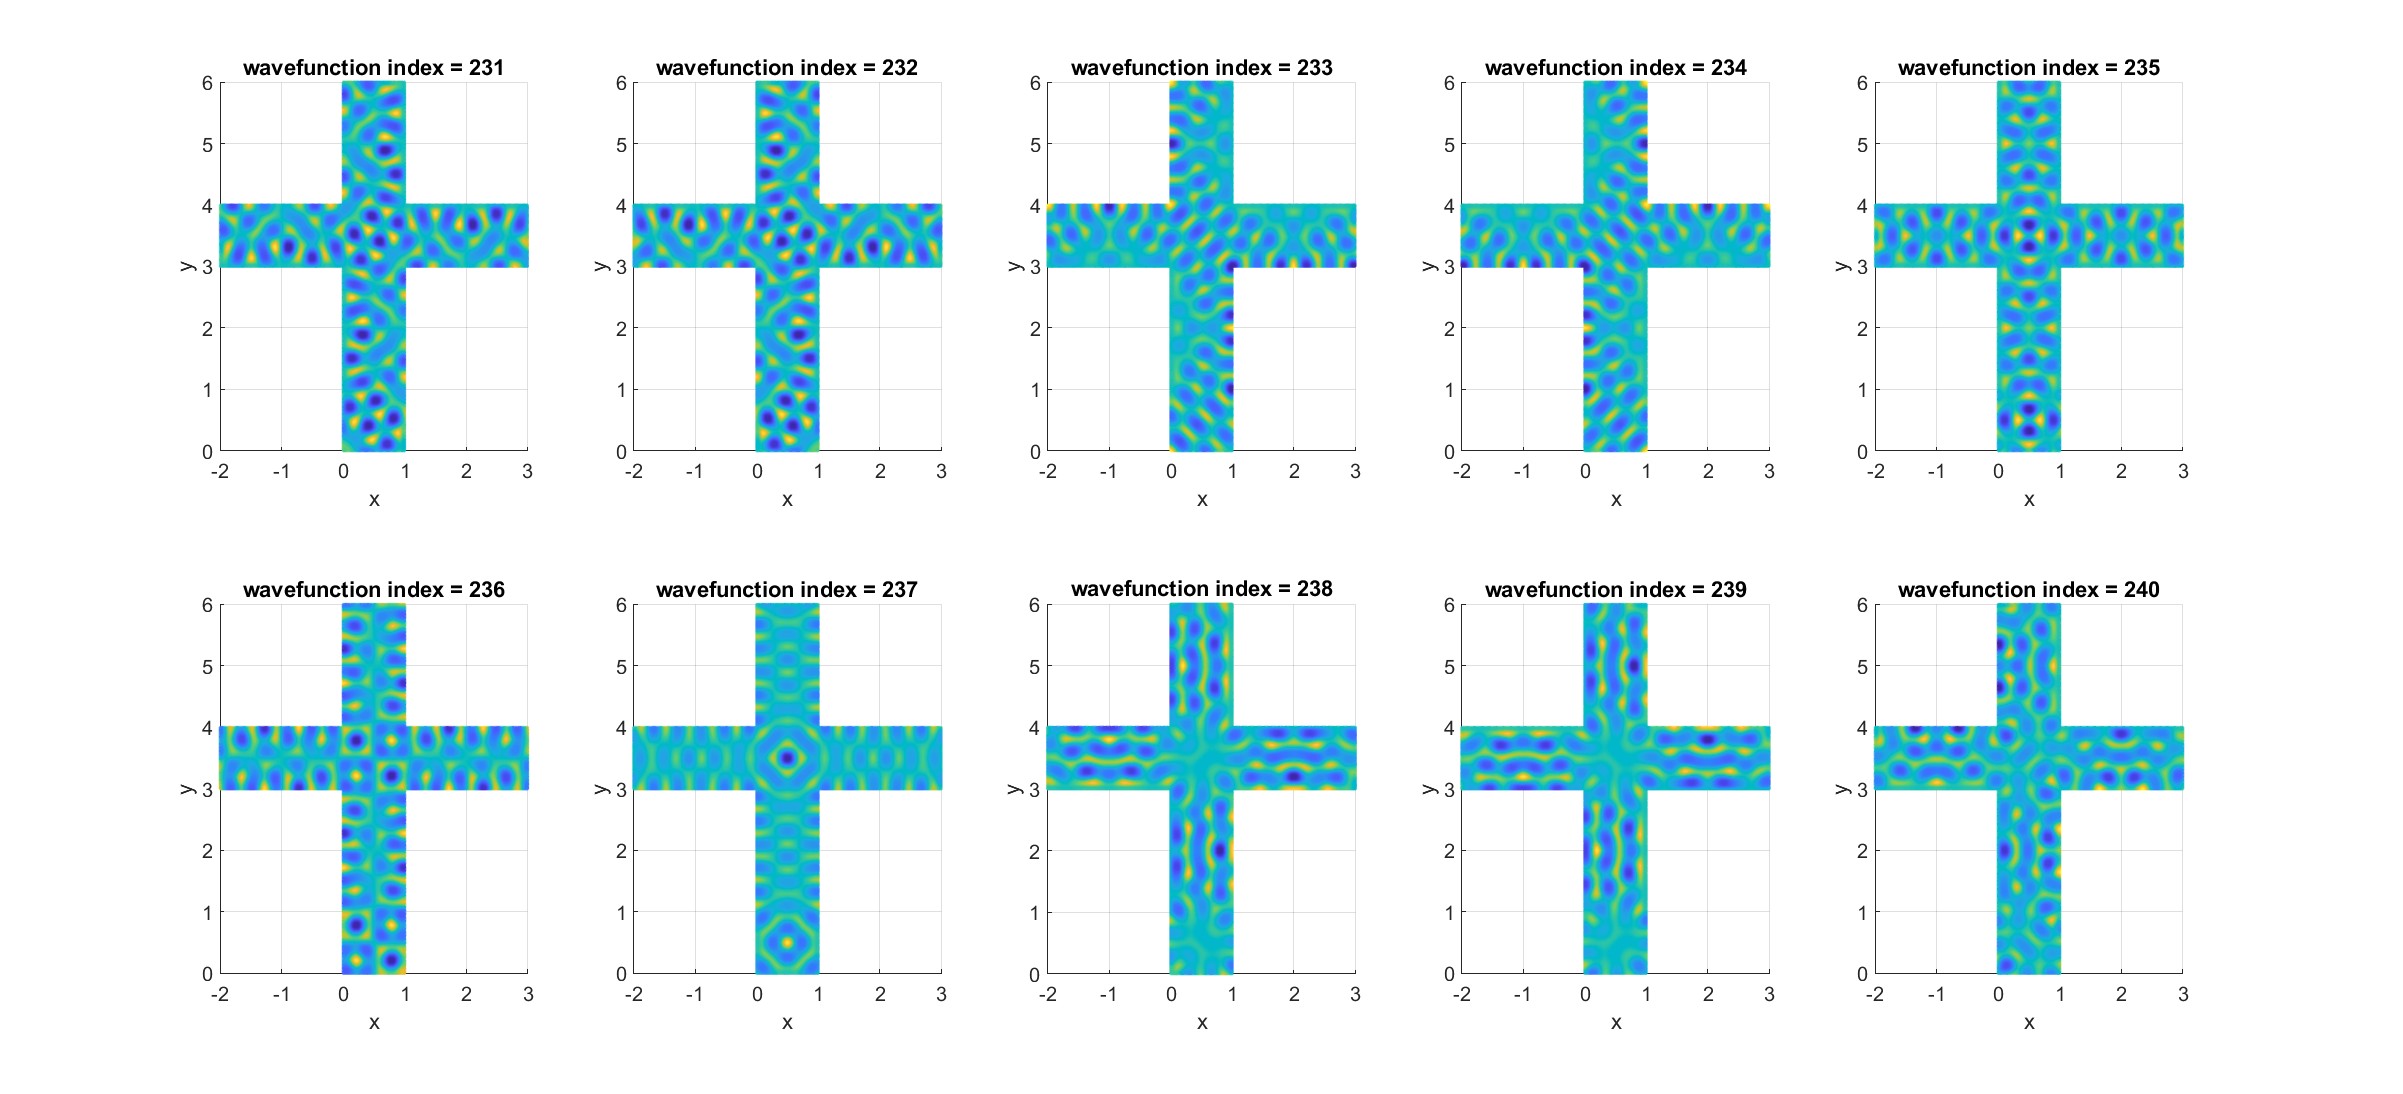 wavefunction index = 231
6
5
4
3
2
1
0
y
-2 -1 0 1 2 3
x
wavefunction index = 232
6
5
4
3
2
1
0
y
-2 -1 0 1 2 3
x
wavefunction index = 233
6
5
4
3
2
1
0
y
-2 -1 0 1 2 3
x
wavefunction index = 234
6
5
4
3
2
1
0
y
-2 -1 0 1 2 3
x
wavefunction index = 235
6
5
4
3
2
1
0
y
-2 -1 0 1 2 3
x
wavefunction index = 236
6
5
4
3
2
1
0
y
-2 -1 0 1 2 3
x
wavefunction index = 237
6
5
4
3
2
1
0
y
-2 -1 0 1 2 3
x
wavefunction index = 238
6
5
4
3
2
1
0
y
-2 -1 0 1 2 3
x
wavefunction index = 239
6
5
4
3
2
1
0
y
-2 -1 0 1 2 3
x
wavefunction index = 240
6
5
4
3
2
1
0
y
-2 -1 0 1 2 3
x